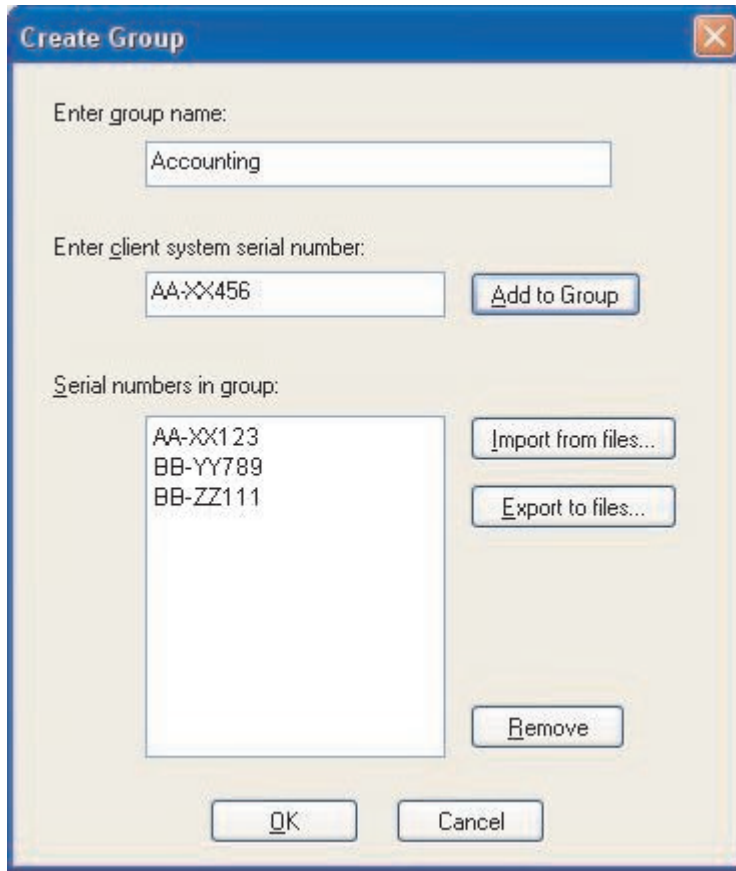 Create Group
Enter group name:
Accounting
Enter client system serial number:
AA-XX456
Add to Group
Serial numbers in group:
AA-XX123
BB-YY789
BB-ZZ111
Import from files...
Export to files...
Remove
OK
Cancel